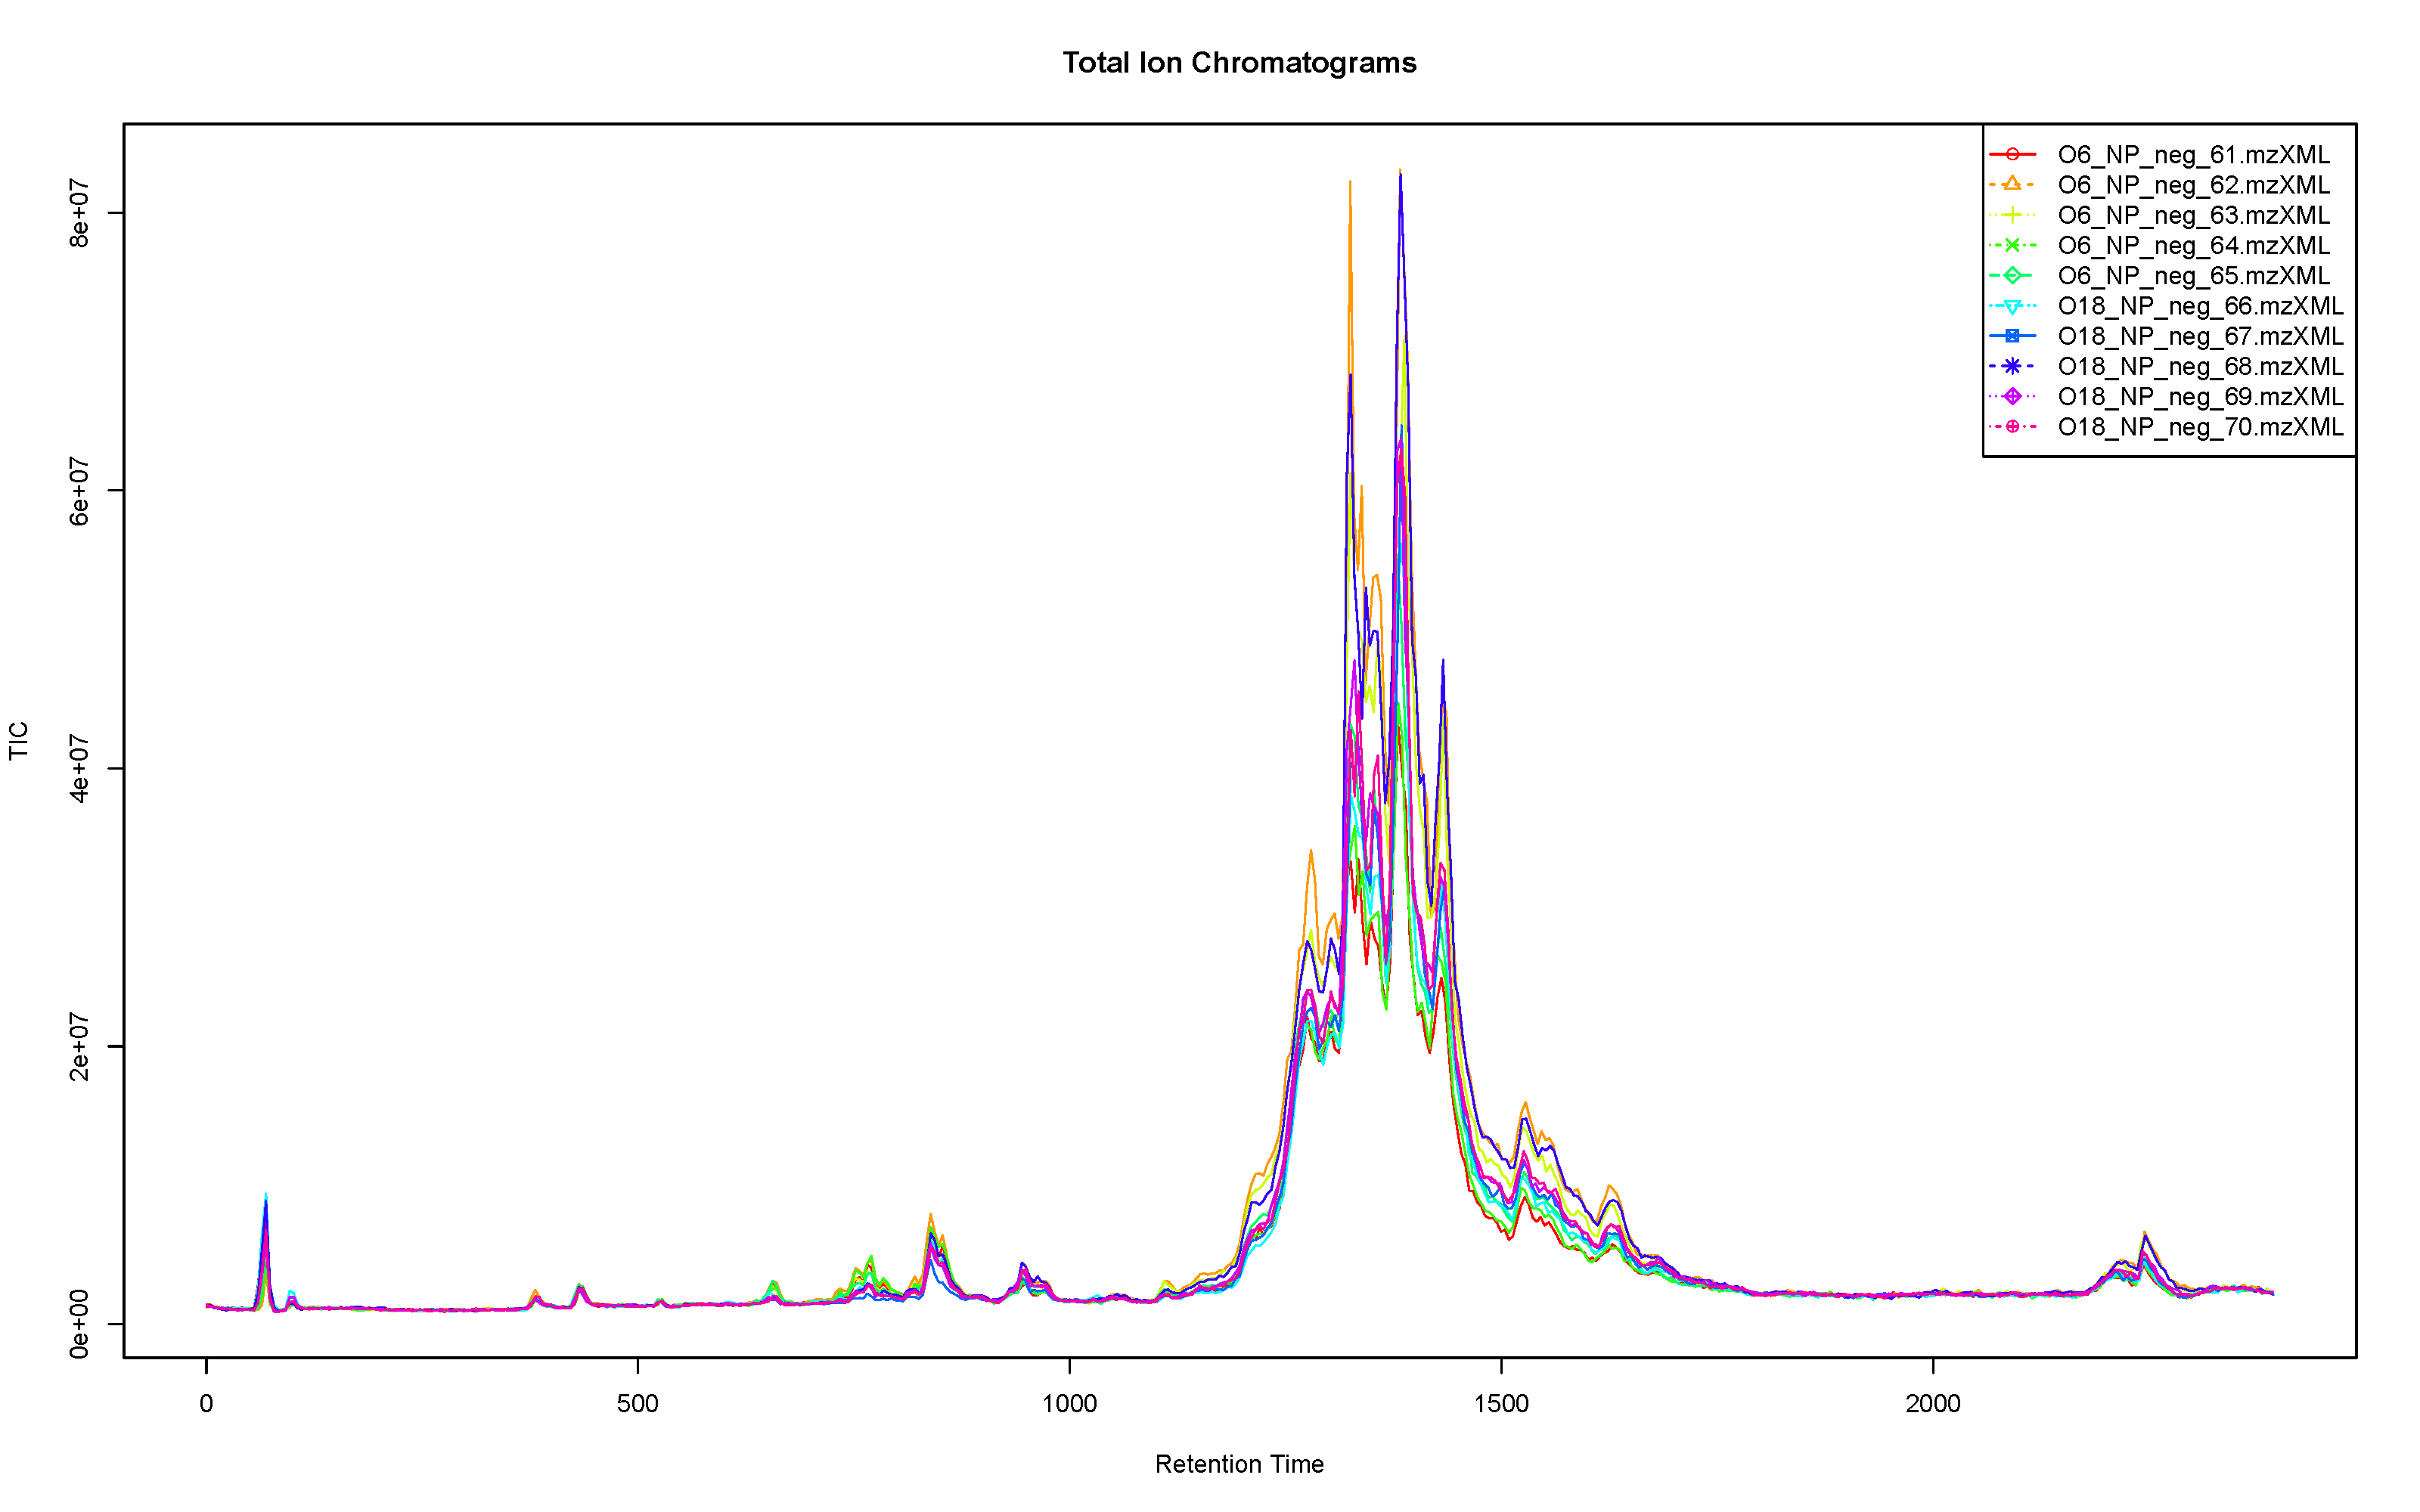 Total Ion Chromatograms
O6_NP_neg_61.mzXML
O6_NP_neg_62.mzXML
O6_NP_neg_63.mzXML
O6_NP_neg_64.mzXML
O6_NP_neg_65.mzXML
O18_NP_neg_66.mzXML
O18_NP_neg_67.mzXML
O18_NP_neg_68.mzXML
O18_NP_neg_69.mzXML
O18_NP_neg_70.mzXML
8e+07
6e+07
4e+07
2e+07
0e+00
TIC
0 500 1000 1500 2000
Retention Time